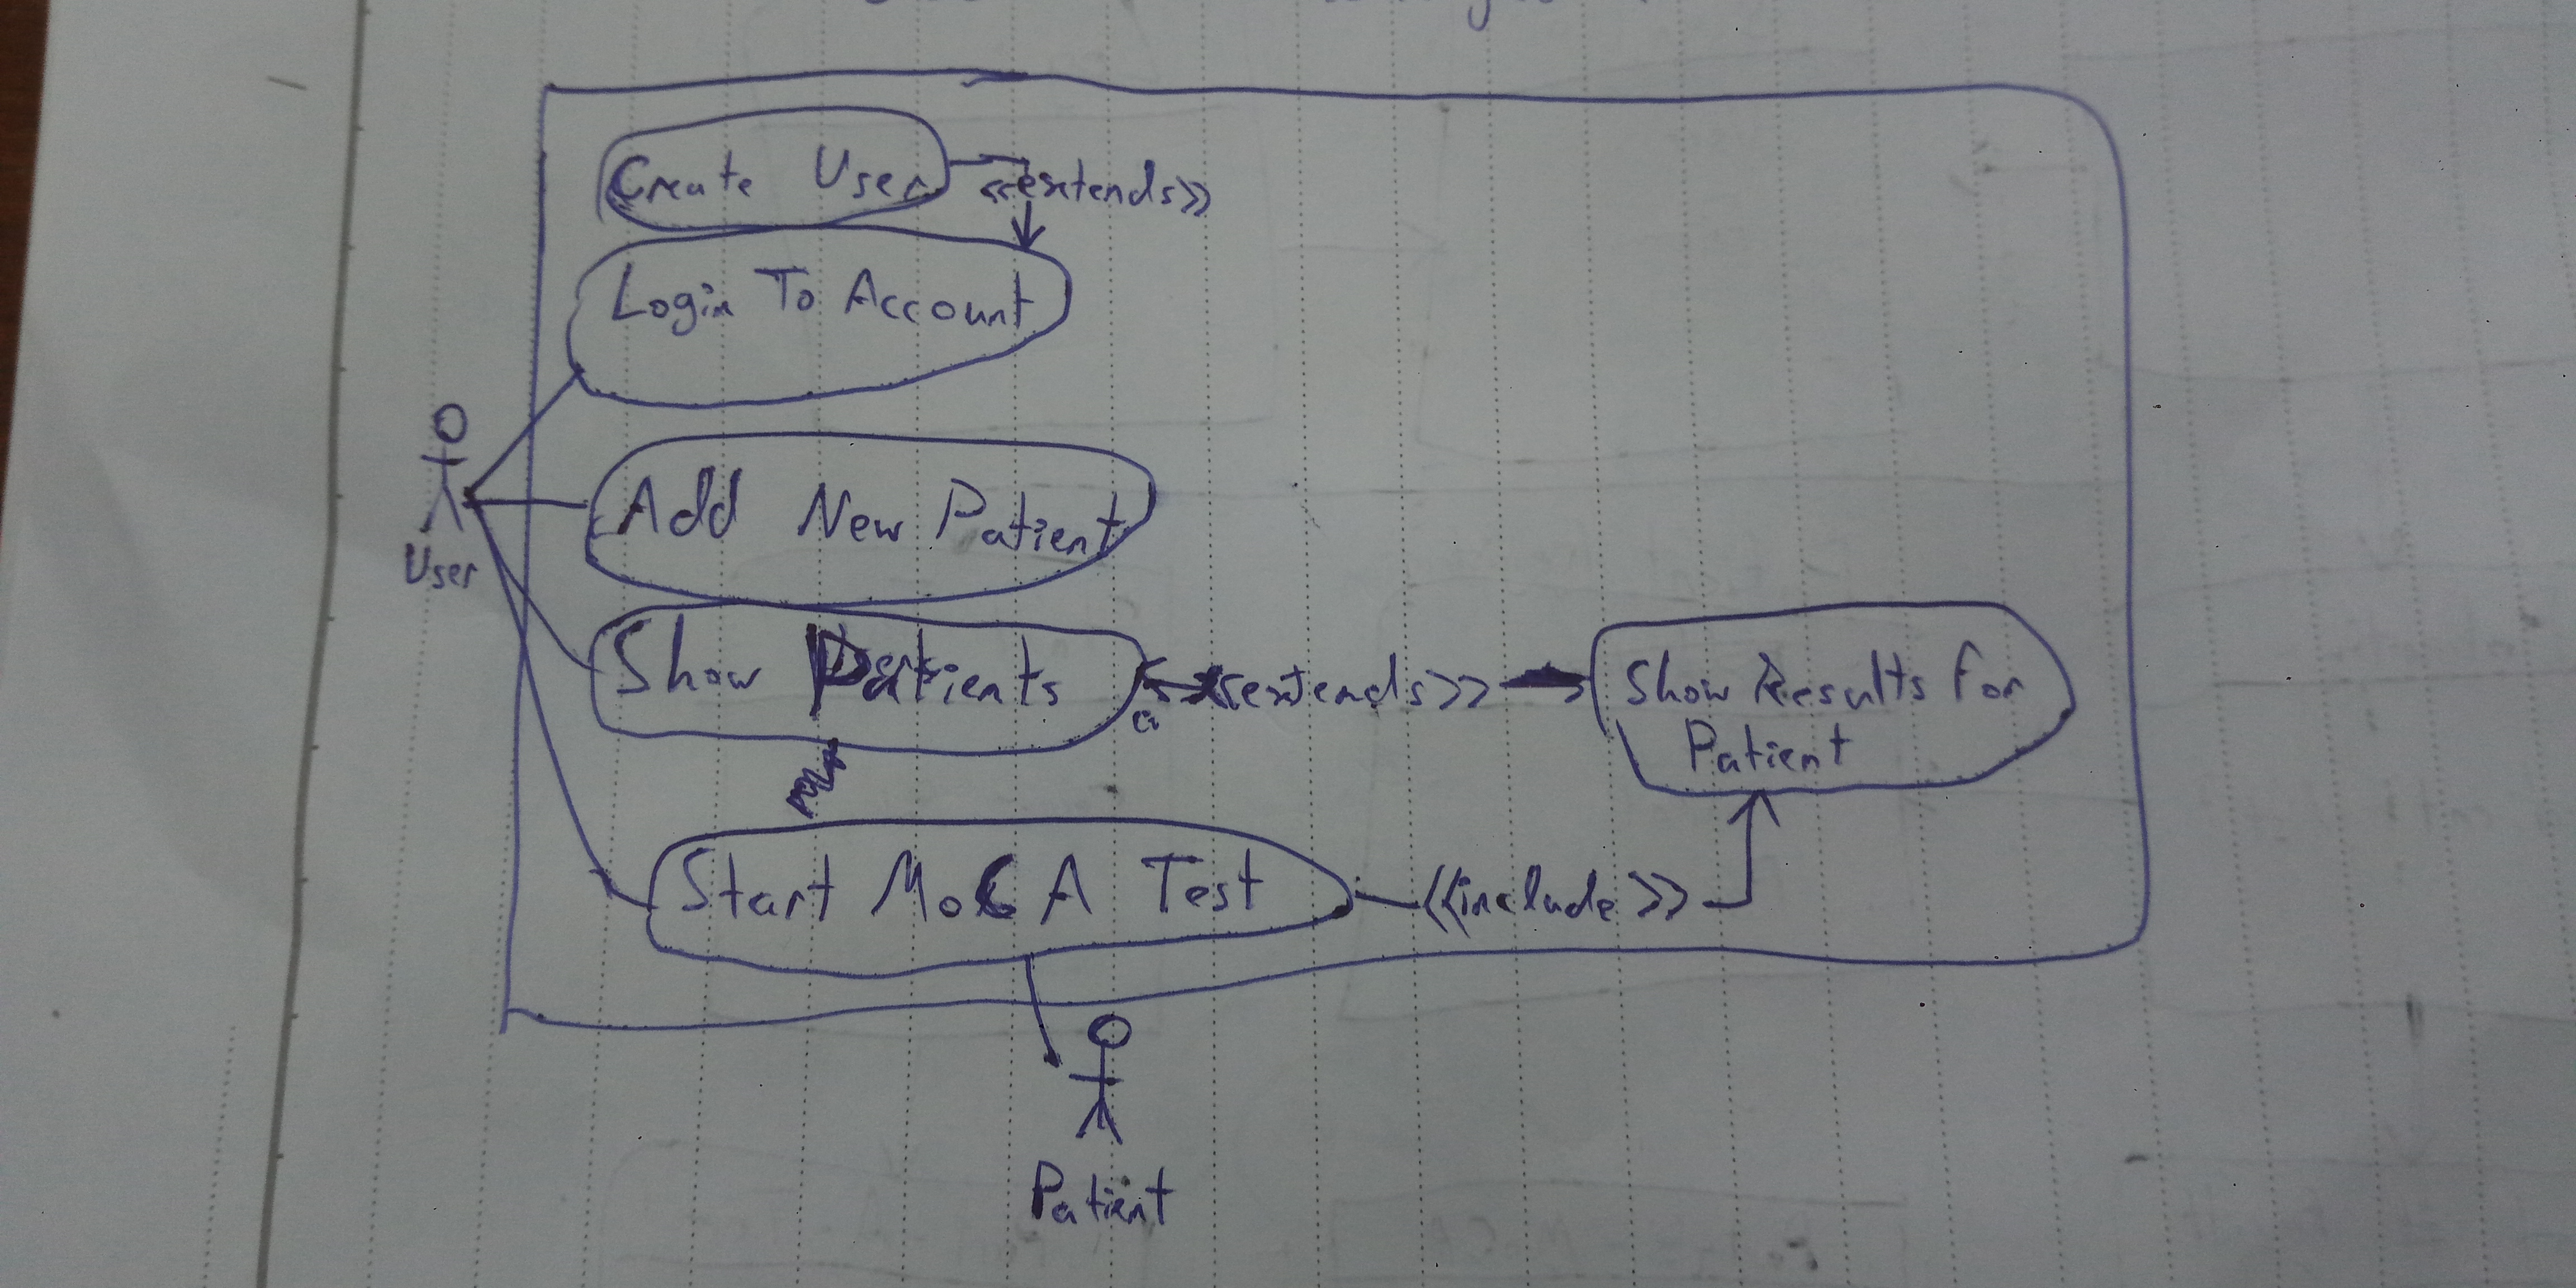 Create User
<<extends>>
Login To Account
Add New Patient
User
Show Patients
<<extends>>
Show Results For
Patient
Start MoCA Test
<<include>>
Patient